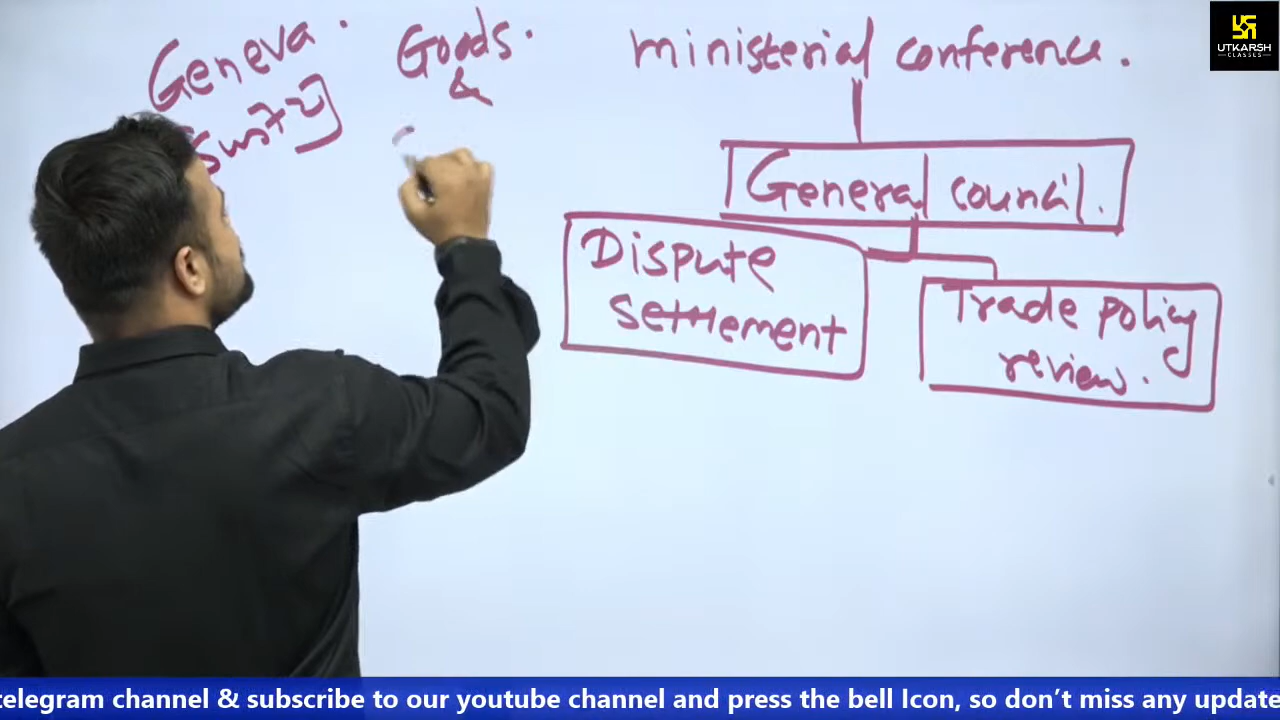 Geneva.
Goods.
&
ministerial conference.
General council.
Dispute
settlement
Trade policy
review.
UTKARSH
CLASSES
telegram channel & subscribe to our youtube channel and press the bell Icon, so don’t miss any update